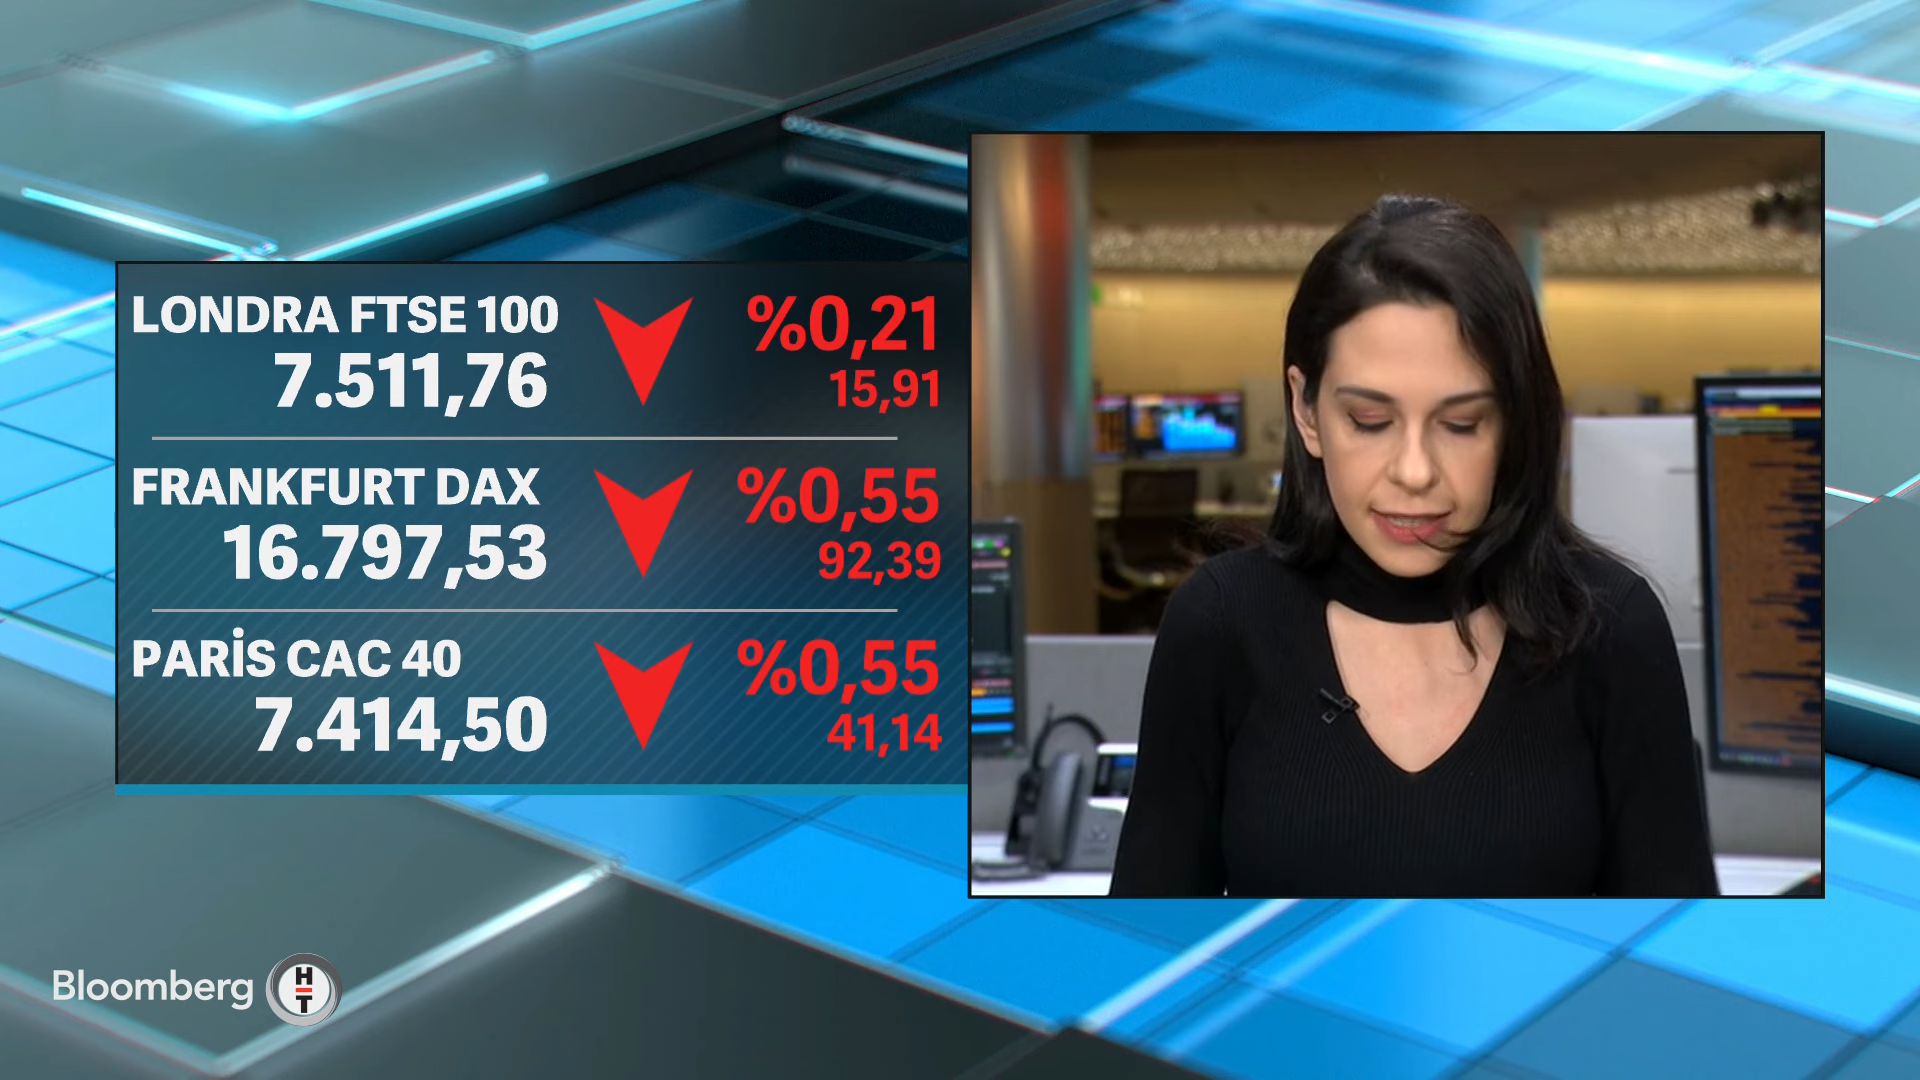 LONDRA FTSE 100
7.511,76
%0,21
15,91
FRANKFURT DAX
16.797,53
%0,55
92,39
PARİS CAC 40
7.414,50
%0,55
41,14
Bloomberg HT